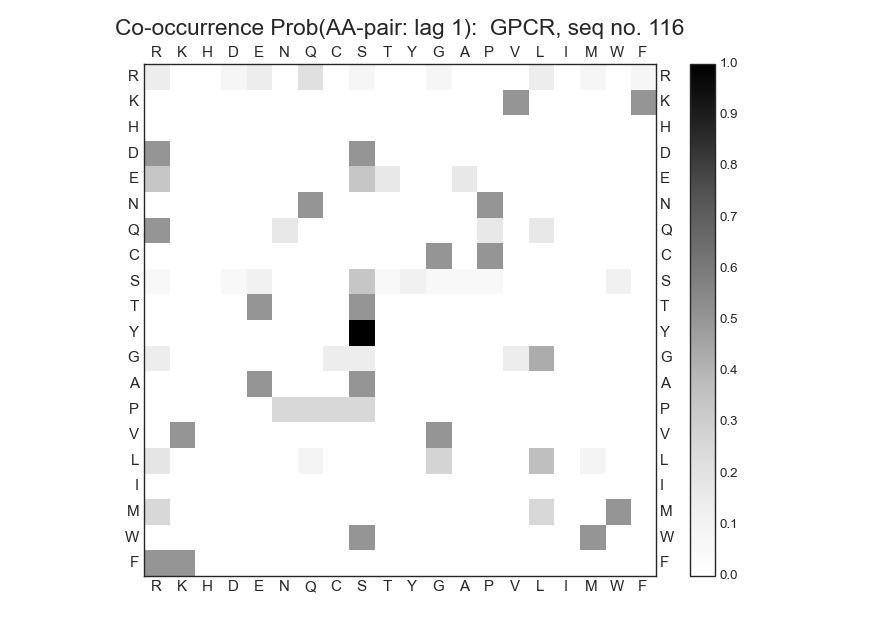 Co-occurrence Prob(AA-pair: lag 1):  GPCR, seq no. 116
R K H D E N Q C S T Y G A P V L I M W F
1.0
R R
0.9
K K
H H
0.8
D D
E E
0.7
N N
Q Q
0.6
C C
S S
0.5
T T
Y Y
0.4
G G
A A
0.3
P P
V V
0.2
L L
I I
0.1
M M
W W
F F
0.0
R K H D E N Q C S T Y G A P V L I M W F